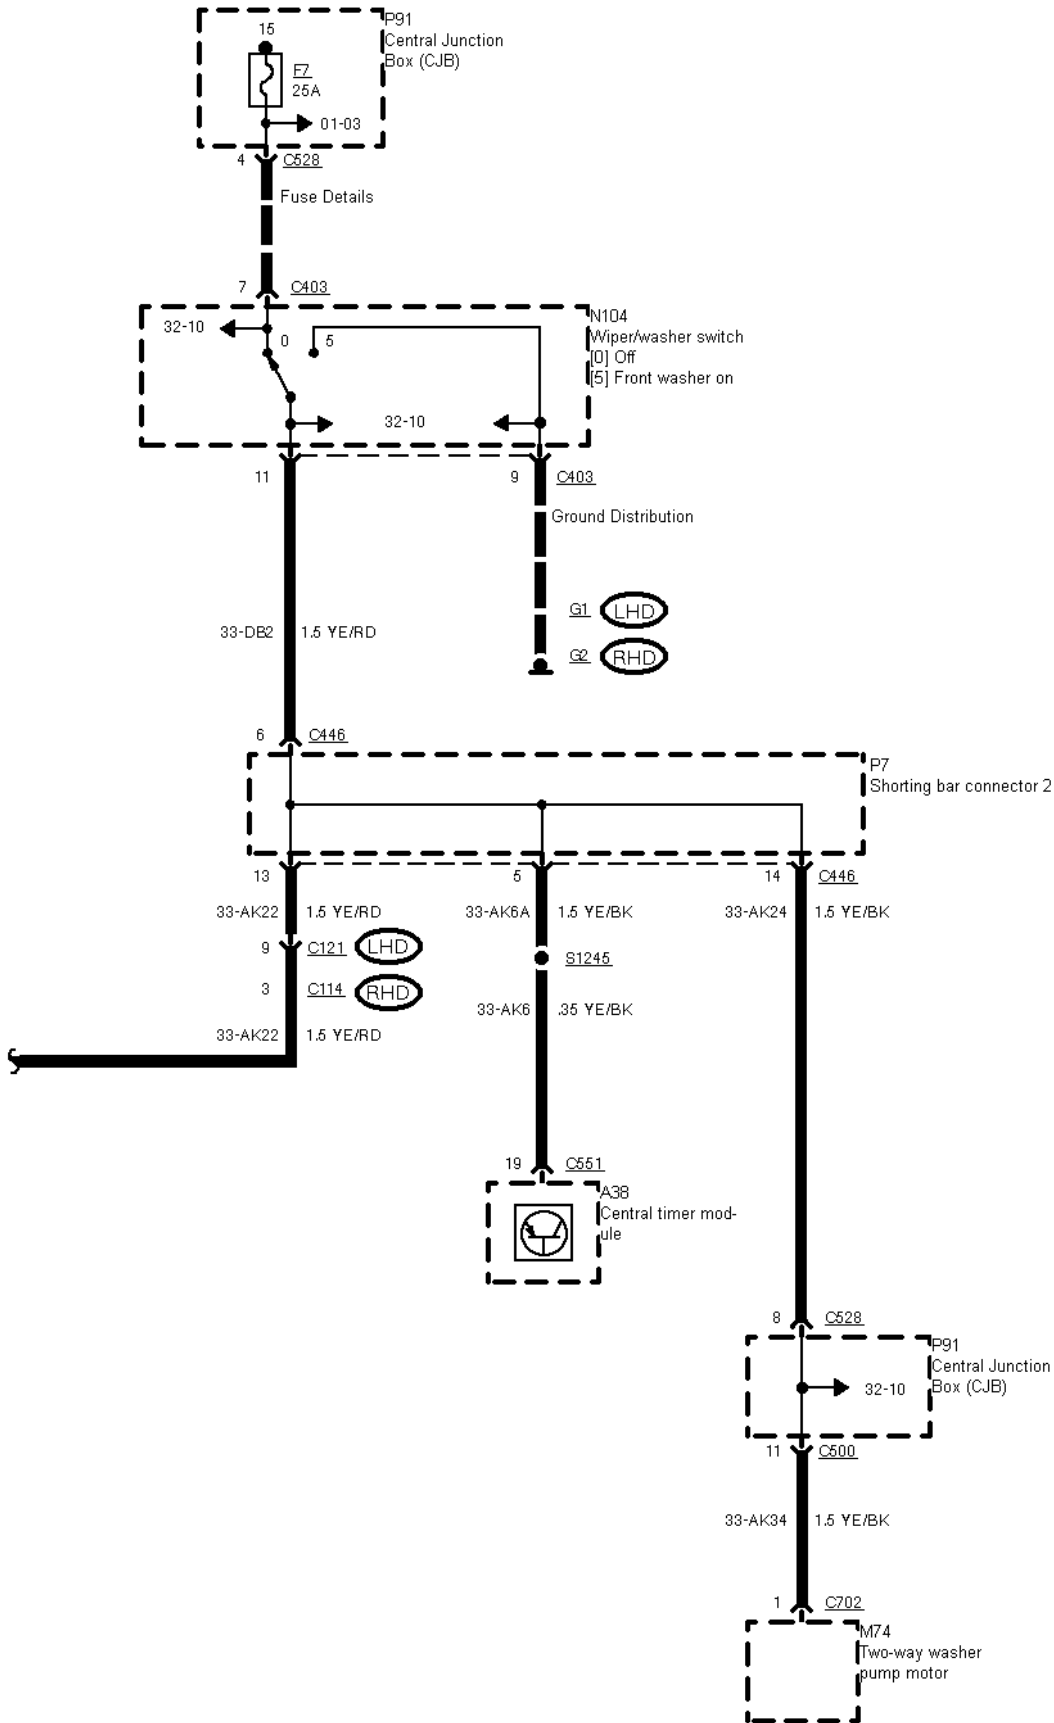 P91
Central Junction
Box (CJB)
15
F7
25A
01-03
4 C528
Fuse Details
7 C403
N104
Wiper/washer switch
[0] Off
[5] Front washer on
32-10
0 5
32-10
11 9 C403
Ground Distribution
G1 LHD
G2 RHD
33-DB2 1.5 YE/RD
6 C446
P7
Shorting bar connector 2
13 5 14 C446
33-AK22 1.5 YE/RD 33-AK6A 1.5 YE/BK 33-AK24 1.5 YE/BK
9 C121 LHD
S1245
3 C114 RHD
33-AK6 .35 YE/BK
33-AK22 1.5 YE/RD
19 C551
A38
Central timer mod-
ule
8 C528
P91
Central Junction
Box (CJB)
32-10
11 C500
33-AK34 1.5 YE/BK
1 C702
M74
Two-way washer
pump motor